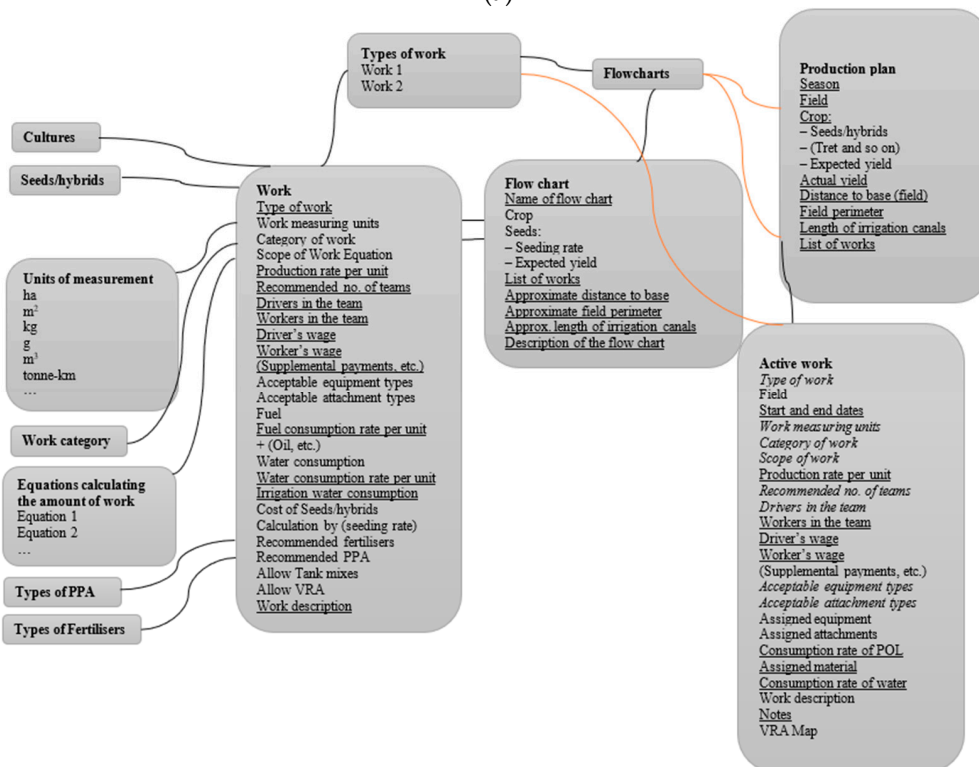 Types of work
Work 1
Work 2
Flowcharts
Production plan
Season
Field
Crop:
– Seeds/hybrids
– (Tret and so on)
– Expected yield
Actual yield
Distance to base (field)
Field perimeter
Length of irrigation canals
List of works
Cultures
Seeds/hybrids
Units of measurement
ha
m²
kg
g
m³
tonne-km
...
Work category
Equations calculating
the amount of work
Equation 1
Equation 2
...
Types of PPA
Types of Fertilisers
Work
Type of work
Work measuring units
Category of work
Scope of Work Equation
Production rate per unit
Recommended no. of teams
Drivers in the team
Workers in the team
Driver's wage
Worker's wage
(Supplemental payments, etc.)
Acceptable equipment types
Acceptable attachment types
Fuel
Fuel consumption rate per unit
+ (Oil, etc.)
Water consumption
Water consumption rate per unit
Irrigation water consumption
Cost of Seeds/hybrids
Calculation by (seeding rate)
Recommended fertilisers
Recommended PPA
Allow Tank mixes
Allow VRA
Work description
Flow chart
Name of flow chart
Crop
Seeds:
– Seeding rate
– Expected yield
List of works
Approximate distance to base
Approximate field perimeter
Approx. length of irrigation canals
Description of the flow chart
Active work
Type of work
Field
Start and end dates
Work measuring units
Category of work
Scope of work
Production rate per unit
Recommended no. of teams
Drivers in the team
Workers in the team
Driver's wage
Worker's wage
(Supplemental payments, etc.)
Acceptable equipment types
Acceptable attachment types
Assigned equipment
Assigned attachments
Consumption rate of POL
Assigned material
Consumption rate of water
Work description
Notes
VRA Map